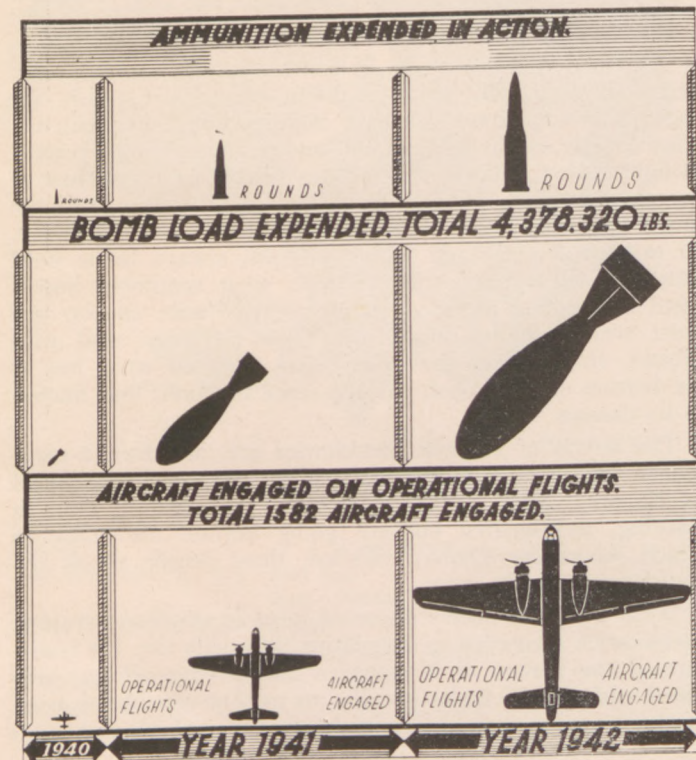 AMMUNITION EXPENDED IN ACTION.
ROUNDS
ROUNDS
ROUNDS
BOMB LOAD EXPENDED. TOTAL 4,378.320 LBS.
AIRCRAFT ENGAGED ON OPERATIONAL FLIGHTS.
TOTAL 1582 AIRCRAFT ENGAGED.
OPERATIONAL
FLIGHTS
AIRCRAFT
ENGAGED
OPERATIONAL
FLIGHTS
AIRCRAFT
ENGAGED
1940
YEAR 1941
YEAR 1942